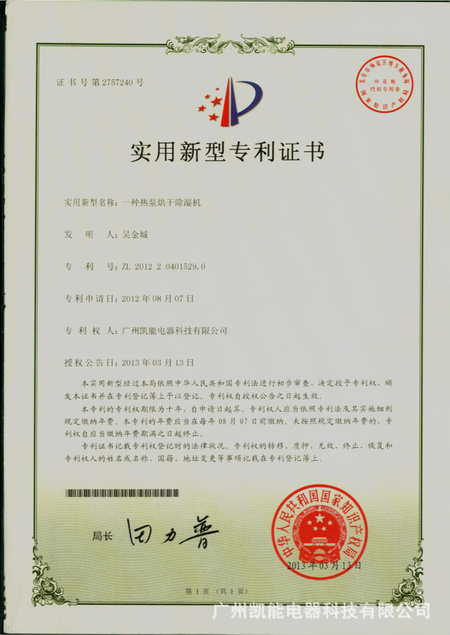 证书号第2757240号
印花税
代扣专用章
国家知识产权局
实用新型专利证书
实用新型名称：一种热泵烘干除湿机
发明人：吴金城
专利号：ZL 2012 2 0401529.0
专利申请日：2012年08月07日
专利权人：广州凯能电器科技有限公司
授权公告日：2013年03月13日
本实用新型经过本局依照中华人民共和国专利法进行初步审查，决定授予专利权，颁
发本证书并在专利登记簿上予以登记。专利权自授权公告之日起生效。
本专利的专利权期限为十年，自申请日起算。专利权人应当依照专利法及其实施细则
规定缴纳年费。本专利的年费应当在每年08月07日前缴纳。未按照规定缴纳年费的，专利
权自应当缴纳年费期满之日起终止。
专利证书记载专利权登记时的法律状况。专利权的转移、质押、无效、终止、恢复和
专利权人的姓名或名称、国籍、地址变更等事项记载在专利登记簿上。
局长
田力普
中华人民共和国国家知识产权局
2013年03月13日
第1页（共1页）
广州凯能电器科技有限公司